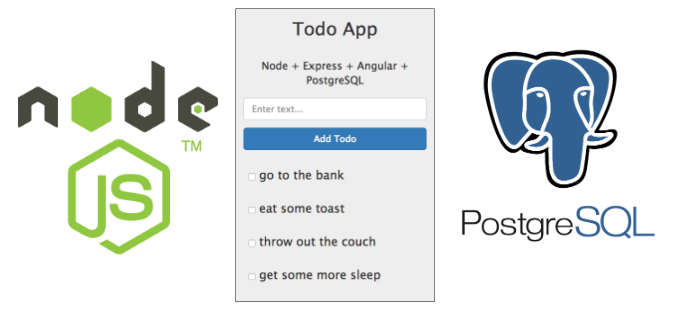 node
JS
TM
Todo App
Node + Express + Angular +
PostgreSQL
Enter text...
Add Todo
go to the bank
eat some toast
throw out the couch
get some more sleep
PostgreSQL